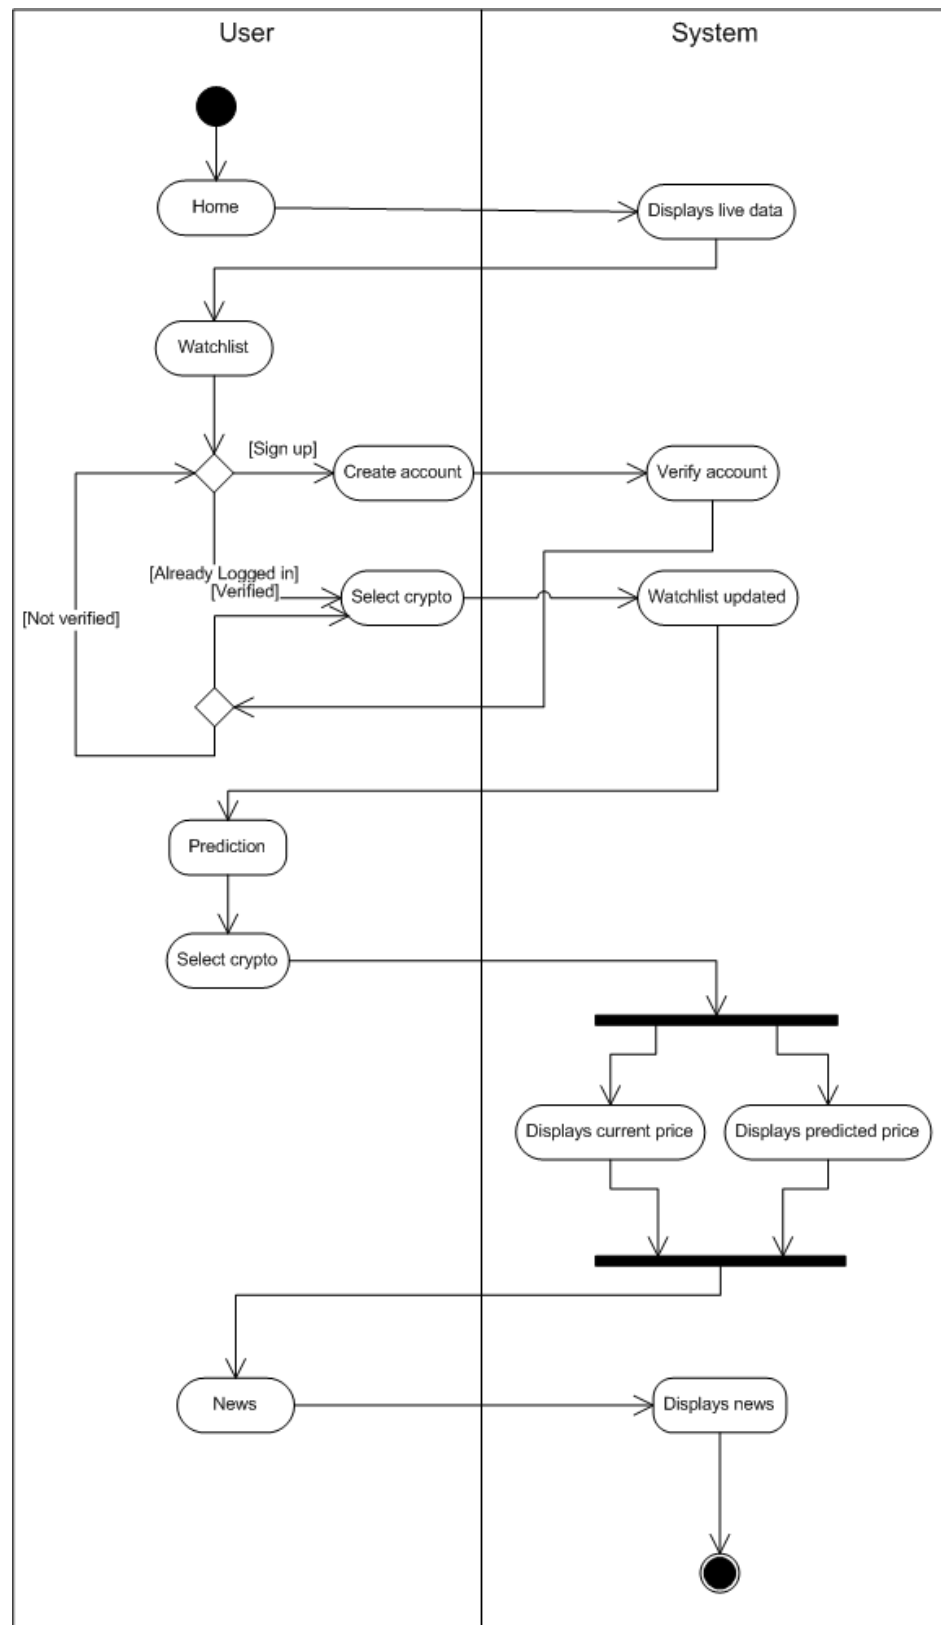 User
System
Home
Displays live data
Watchlist
[Sign up]
Create account
Verify account
[Already Logged in]
[Verified]
Select crypto
Watchlist updated
[Not verified]
Prediction
Select crypto
Displays current price
Displays predicted price
News
Displays news